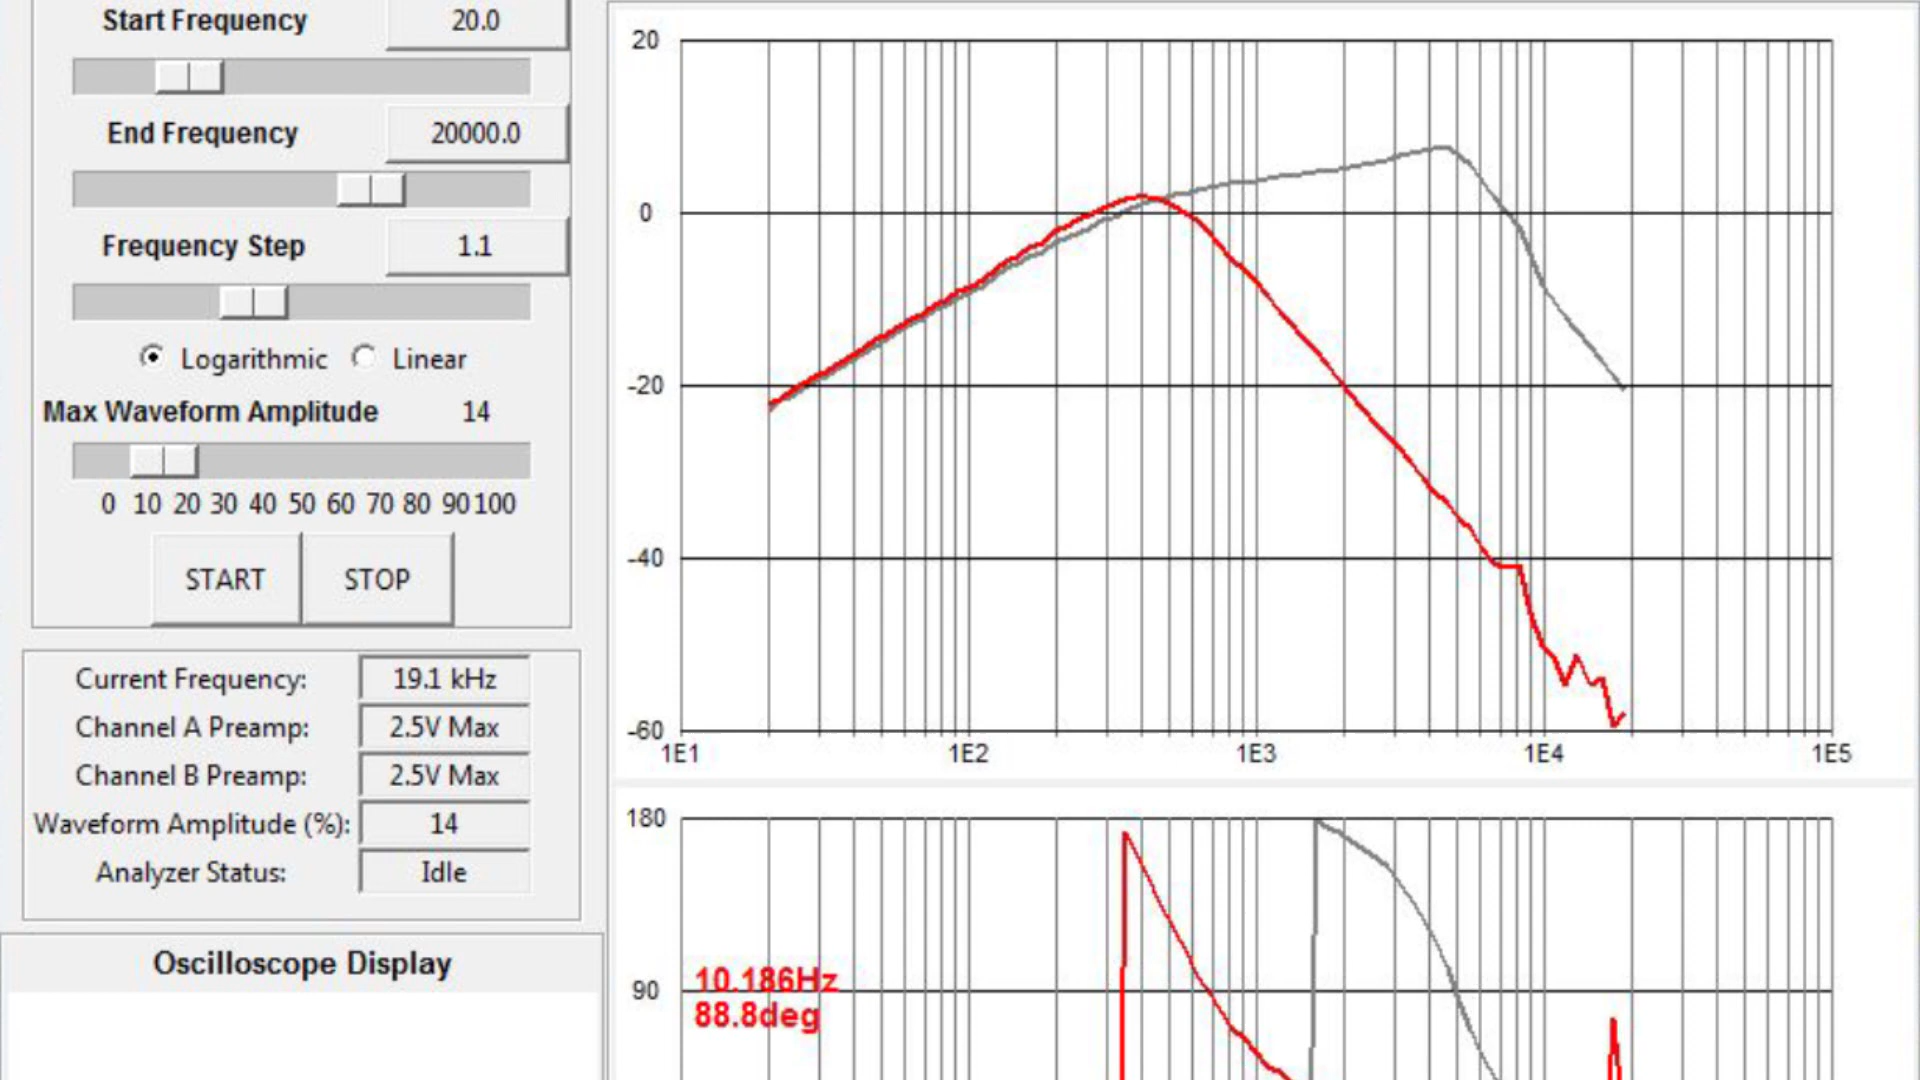 Start Frequency 20.0
End Frequency 20000.0
Frequency Step 1.1
Logarithmic Linear
Max Waveform Amplitude 14
0 10 20 30 40 50 60 70 80 90 100
START STOP
Current Frequency: 19.1 kHz
Channel A Preamp: 2.5V Max
Channel B Preamp: 2.5V Max
Waveform Amplitude (%): 14
Analyzer Status: Idle
Oscilloscope Display
20
0
-20
-40
-60
1E1 1E2 1E3 1E4 1E5
180
90
10.186Hz
88.8deg